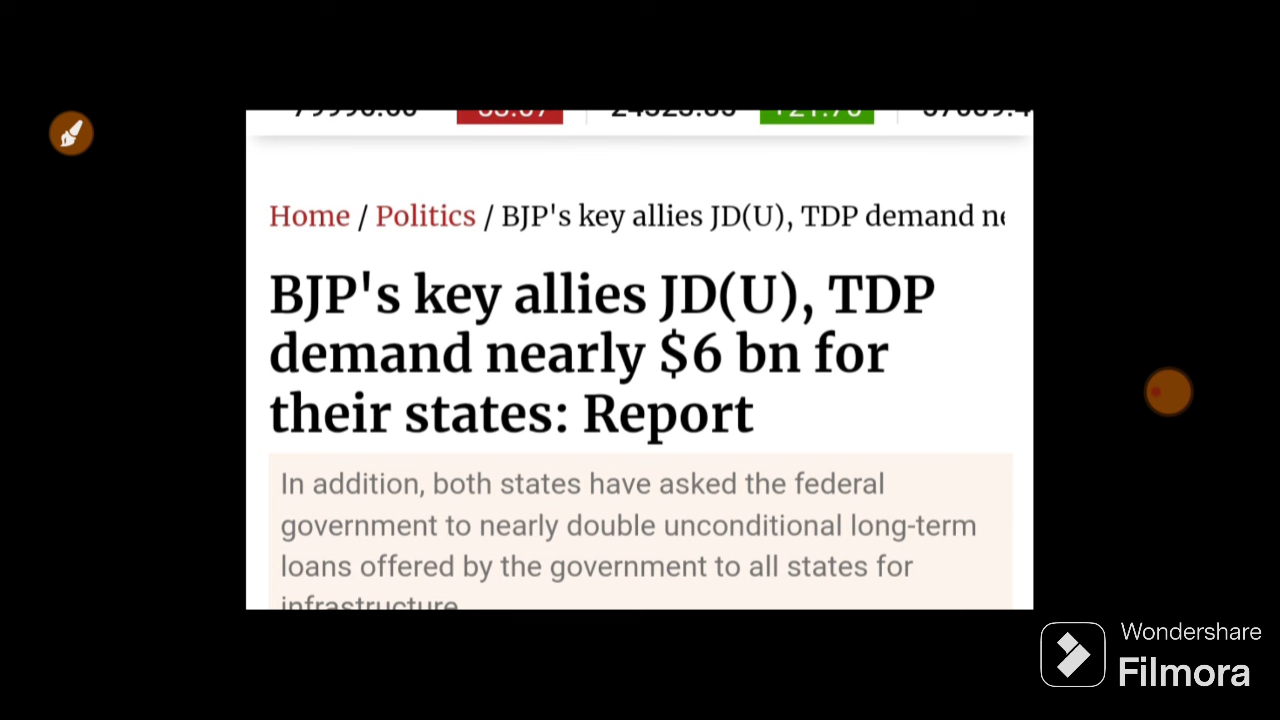 Home / Politics / BJP's key allies JD(U), TDP demand
BJP's key allies JD(U), TDP
demand nearly $6 bn for
their states: Report
In addition, both states have asked the federal
government to nearly double unconditional long-term
loans offered by the government to all states for
infrastructure
Wondershare
Filmora